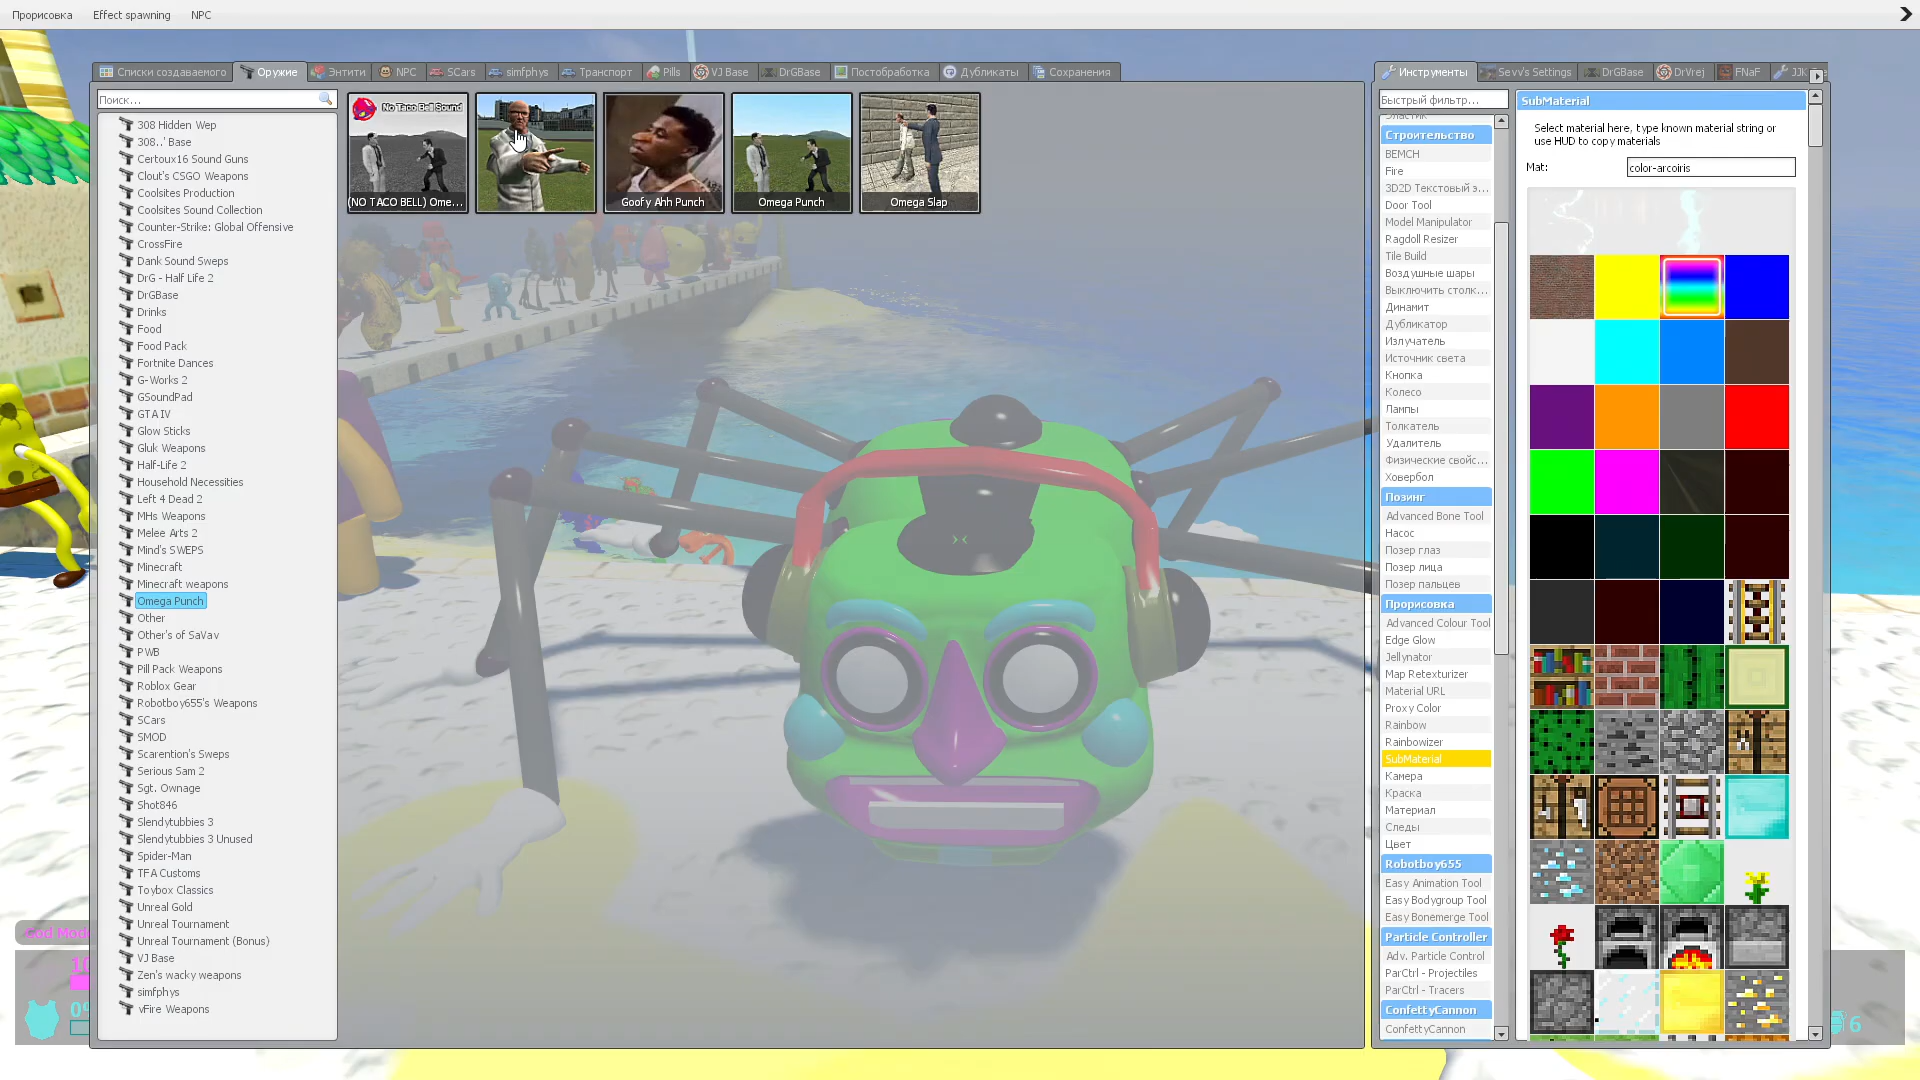 Прорисовка
Effect spawning
NPC
Списки создаваемого
Оружие
Энтити
NPC
SCars
simfphys
Транспорт
Pills
VJ Base
DrGBase
Постобработка
Дубликаты
Сохранения
Поиск...
308 Hidden Wep
308..' Base
Certoux16 Sound Guns
Clout's CSGO Weapons
Coolsites Production
Coolsites Sound Collection
Counter-Strike: Global Offensive
CrossFire
Dank Sound Sweps
DrG - Half Life 2
DrGBase
Drinks
Food
Food Pack
Fortnite Dances
G-Works 2
GSoundPad
GTA IV
Glow Sticks
Gluk Weapons
Half-Life 2
Household Necessities
Left 4 Dead 2
MHs Weapons
Melee Arts 2
Mind's SWEPS
Minecraft
Minecraft weapons
Omega Punch
Other
Other's of SaVav
PWB
Pill Pack Weapons
Roblox Gear
Robotboy655's Weapons
SCars
SMOD
Scarention's Sweps
Serious Sam 2
Sgt. Ownage
Shot846
Slendytubbies 3
Slendytubbies 3 Unused
Spider-Man
TFA Customs
Toybox Classics
Unreal Gold
Unreal Tournament
Unreal Tournament (Bonus)
VJ Base
Zen's wacky weapons
simfphys
vFire Weapons
No Taco Bell Sound
(NO TACO BELL) Ome...
Goofy Ahh Punch
Omega Punch
Omega Slap
God Mod
10
0%
Инструменты
Sevv's Settings
DrGBase
DrVrej
FNaF
JJK
Быстрый фильтр...
Эластик
Строительство
BEMCH
Fire
3D2D Текстовый э...
Door Tool
Model Manipulator
Ragdoll Resizer
Tile Build
Воздушные шары
Выключить столк...
Динамит
Дубликатор
Излучатель
Источник света
Кнопка
Колесо
Лампы
Толкатель
Удалитель
Физические свойс...
Ховербол
Позинг
Advanced Bone Tool
Насос
Позер глаз
Позер лица
Позер пальцев
Прорисовка
Advanced Colour Tool
Edge Glow
Jellynator
Map Retexturizer
Material URL
Proxy Color
Rainbow
Rainbowizer
SubMaterial
Камера
Краска
Материал
Следы
Цвет
Robotboy655
Easy Animation Tool
Easy Bodygroup Tool
Easy Bonemerge Tool
Particle Controller
Adv. Particle Control
ParCtrl - Projectiles
ParCtrl - Tracers
ConfettyCannon
ConfettyCannon
SubMaterial
Select material here, type known material string or
use HUD to copy materials
Mat:
color-arcoiris
6